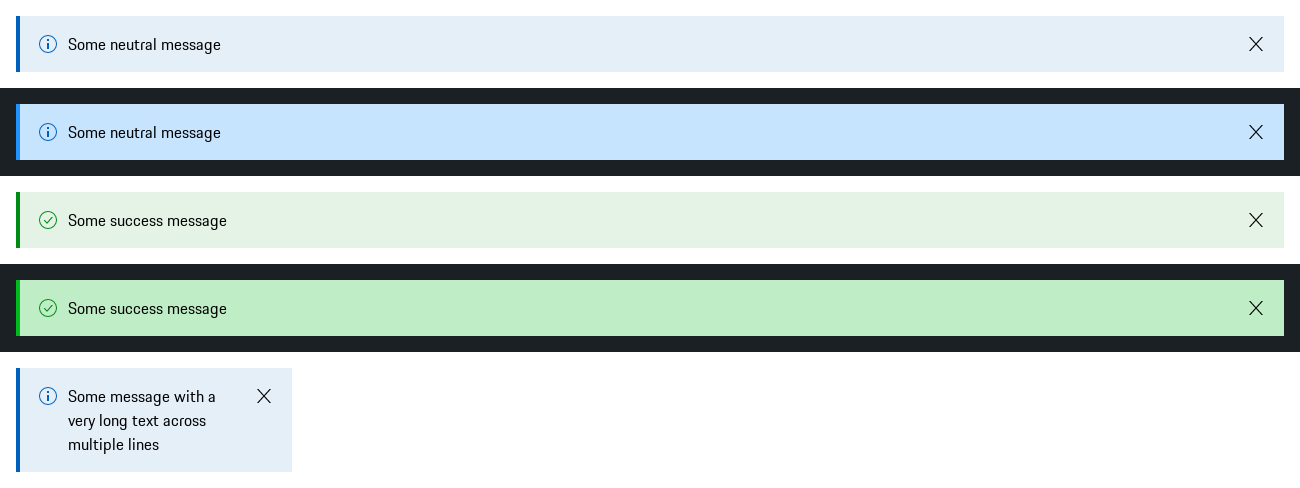 Some neutral message
Some neutral message
Some success message
Some success message
Some message with a
very long text across
multiple lines